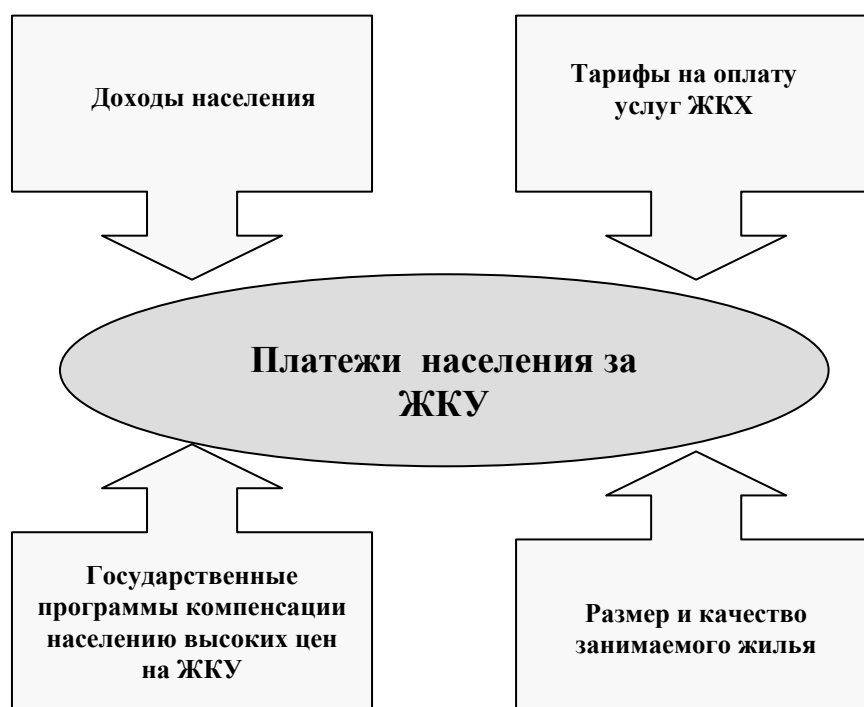 Доходы населения
Тарифы на оплату
услуг ЖКХ
Платежи населения за
ЖКУ
Государственные
программы компенсации
населению высоких цен
на ЖКУ
Размер и качество
занимаемого жилья